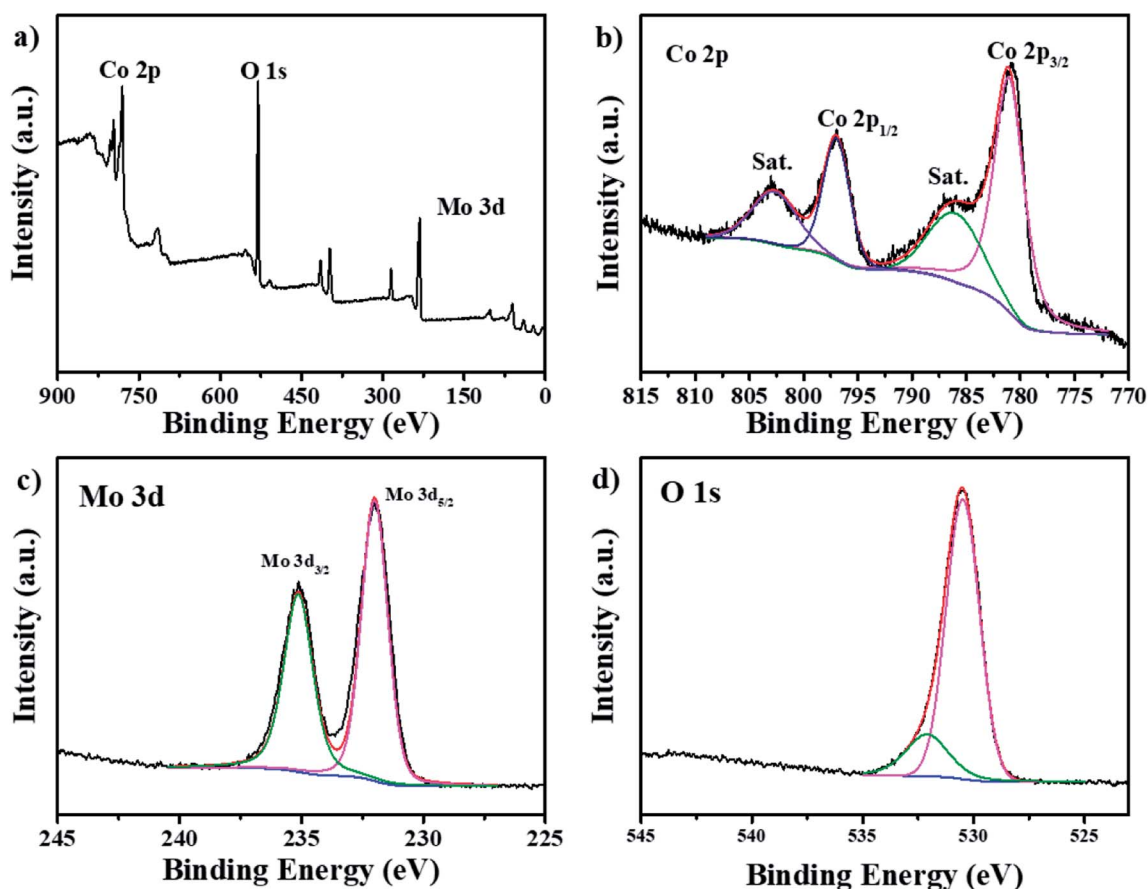 a)
Co 2p
O 1s
Mo 3d
Intensity (a.u.)
900 750 600 450 300 150 0
Binding Energy (eV)
b)
Co 2p
Co 2p3/2
Co 2p1/2
Sat.
Sat.
Intensity (a.u.)
815 810 805 800 795 790 785 780 775 770
Binding Energy (eV)
c)
Mo 3d
Mo 3d5/2
Mo 3d3/2
Intensity (a.u.)
245 240 235 230 225
Binding Energy (eV)
d)
O 1s
Intensity (a.u.)
545 540 535 530 525
Binding Energy (eV)